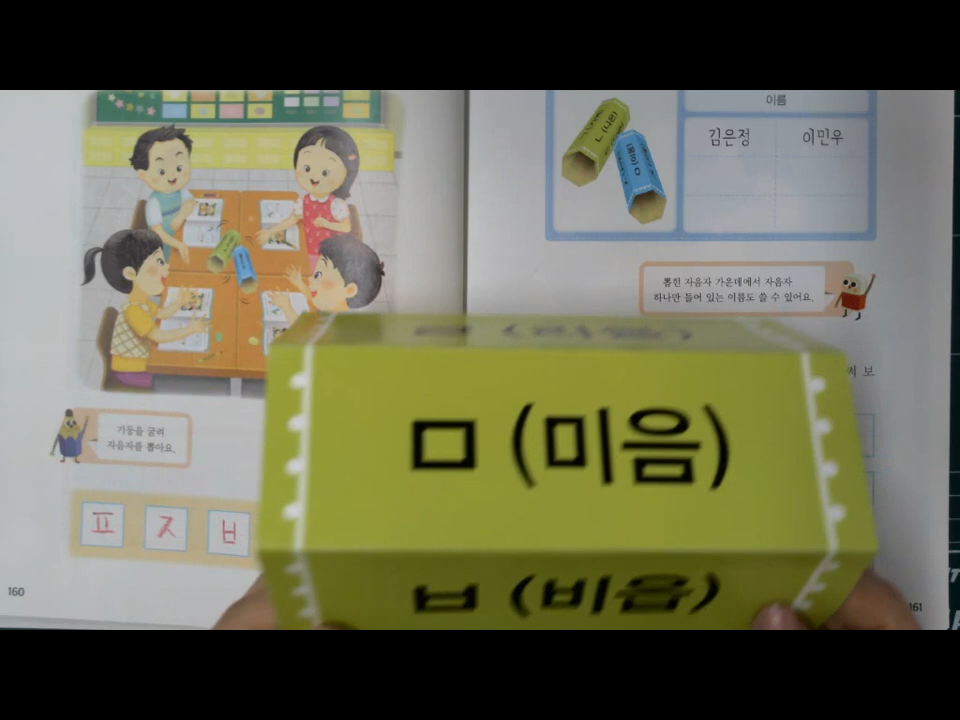 이름
김은정 이민우
뽑힌 자음자 가운데에서 자음자
하나만 들어 있는 이름도 쓸 수 있어요.
써 보
기둥을 굴려
자음자를 뽑아요.
ㅍ ㅈ ㅂ
ㅁ (미음)
ㅂ (비읍)
160
161